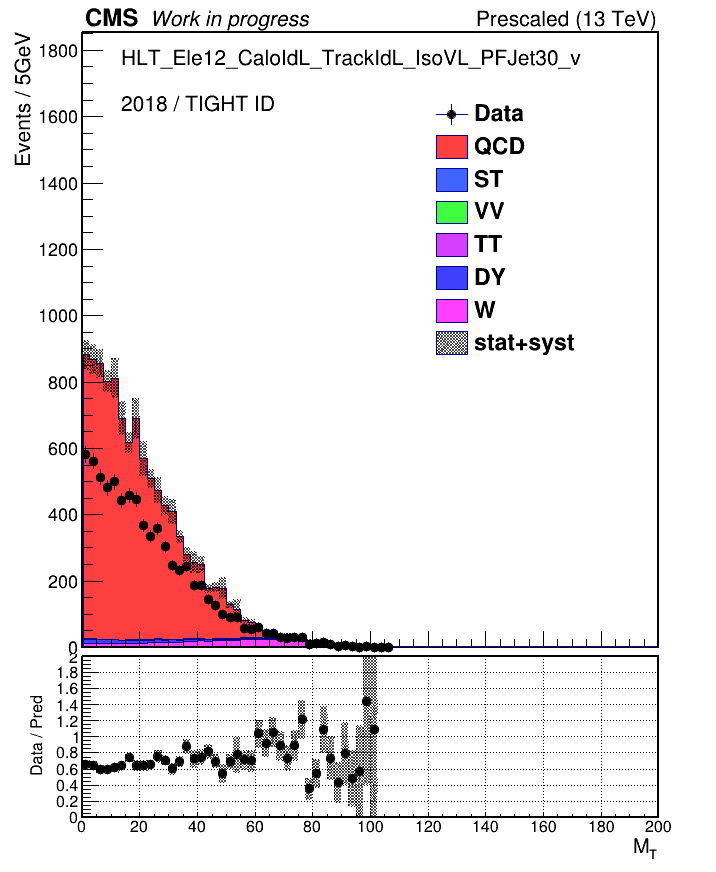 CMS Work in progress Prescaled (13 TeV)
Events / 5GeV
HLT_Ele12_CaloIdL_TrackIdL_IsoVL_PFJet30_v
2018 / TIGHT ID
Data
QCD
ST
VV
TT
DY
W
stat+syst
1800
1600
1400
1200
1000
800
600
400
200
0
Data / Pred
2
1.8
1.6
1.4
1.2
1
0.8
0.6
0.4
0.2
0
0 20 40 60 80 100 120 140 160 180 200
M_T